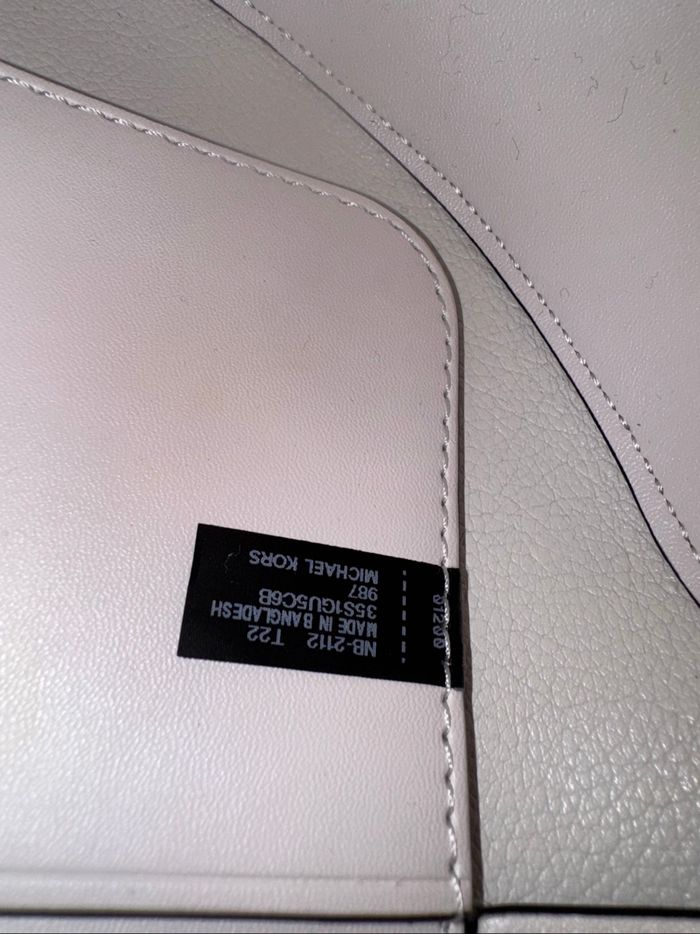 MICHAEL KORS
987
35S1GU5C6B
MADE IN BANGLADESH
NB-2112 T22